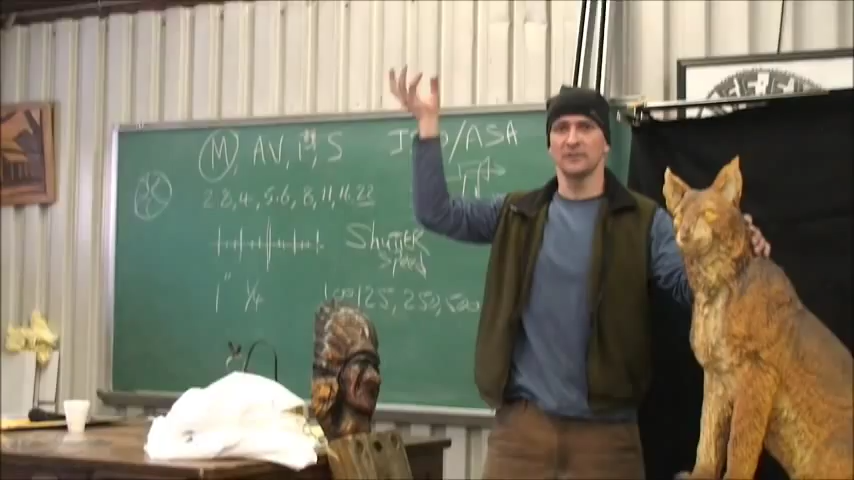 M, AV, S ISO/ASA
2.8, 4, 5.6, 8, 11, 16, 22
SHUTTER
SPEED
1" 1/4 100 125, 250, 500